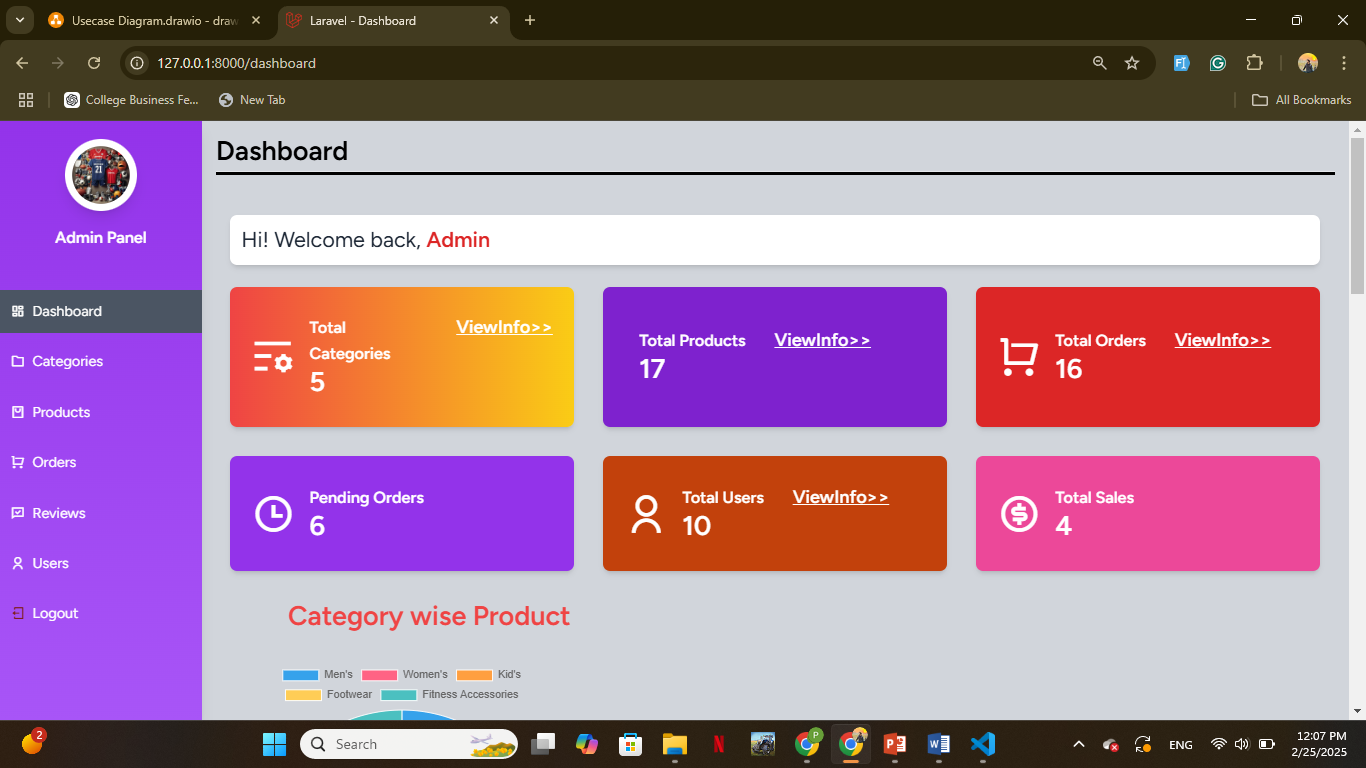 Usecase Diagram.drawio - draw
Laravel - Dashboard
127.0.0.1:8000/dashboard
College Business Fe...
New Tab
All Bookmarks
21
Admin Panel
Dashboard
Categories
Products
Orders
Reviews
Users
Logout
Dashboard
Hi! Welcome back, Admin
Total
Categories
5
ViewInfo>>
Total Products
17
ViewInfo>>
Total Orders
16
ViewInfo>>
Pending Orders
6
Total Users
10
ViewInfo>>
Total Sales
4
Category wise Product
Men's Women's Kid's
Footwear Fitness Accessories
2
Search
P
ENG
12:07 PM
2/25/2025